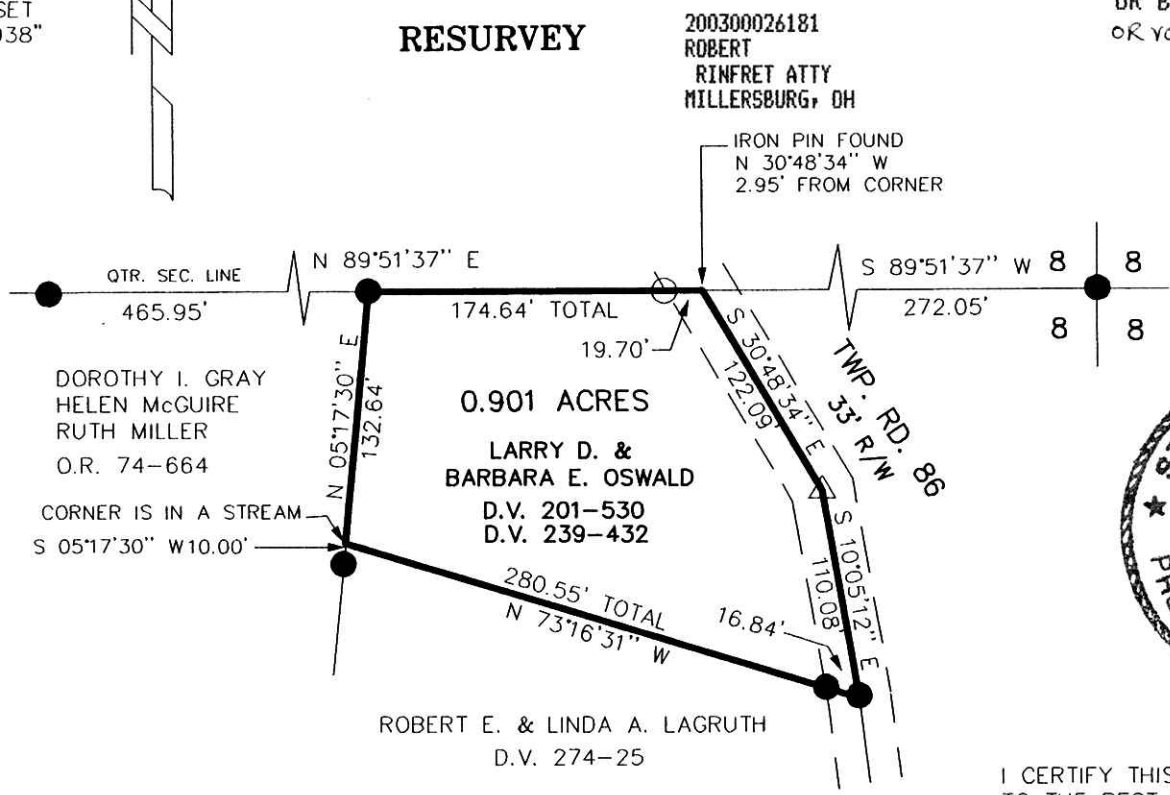 SET
038"
RESURVEY
200300026181
ROBERT
RINFRET ATTY
MILLERSBURG, OH
OR B
OR VO
IRON PIN FOUND
N 30°48'34" W
2.95' FROM CORNER
QTR. SEC. LINE
465.95'
N 89°51'37" E
174.64' TOTAL
19.70'
S 89°51'37" W
272.05'
8 8
8 8
DOROTHY I. GRAY
HELEN McGUIRE
RUTH MILLER
O.R. 74-664
N 05°17'30" E
132.64'
0.901 ACRES
LARRY D. &
BARBARA E. OSWALD
D.V. 201-530
D.V. 239-432
S 30°48'34" E
122.09'
TWP. RD. 86
33' R/W
CORNER IS IN A STREAM
S 05°17'30" W10.00'
280.55' TOTAL
N 73°16'31" W
16.84'
S 10°05'12" E
110.08'
ROBERT E. & LINDA A. LAGRUTH
D.V. 274-25
I CERTIFY THIS